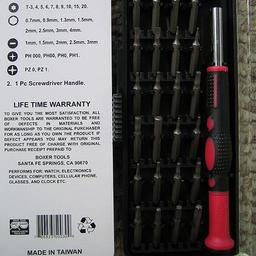 T-3, 4, 5, 6, 7, 8, 9, 10, 15, 20.
0.7mm, 0.9mm, 1.3mm, 1.5mm,
2mm, 2.5mm, 3mm, 4mm.
1mm, 1.5mm, 2mm, 2.5mm, 3mm
PH 000, PH00, PH0, PH1.
PZ 0, PZ 1.
2. 1 Pc Screwdriver Handle.
LIFE TIME WARRANTY
TO GIVE YOU THE MOST SATISFACTION, ALL
BOXER TOOLS ARE WARRANTED TO BE FREE
OF DEFECTS IN MATERIALS AND
WORKMANSHIP TO THE ORIGINAL PURCHASER
FOR AS LONG AS YOU OWN THE PRODUCT IF
DEFECT APPEARS YOU MAY RETURN THIS
PRODUCT FREE OF CHARGE WITH ORIGINAL
PURCHASE RECEIPT PREPAID TO
BOXER TOOLS
SANTA FE SPRINGS, CA 90670
PERFORMS FOR: WATCH, ELECTRONICS
DEVICES, COMPUTERS, CELLULAR PHONE,
GLASSES, AND CLOCK ETC.
MADE IN TAIWAN